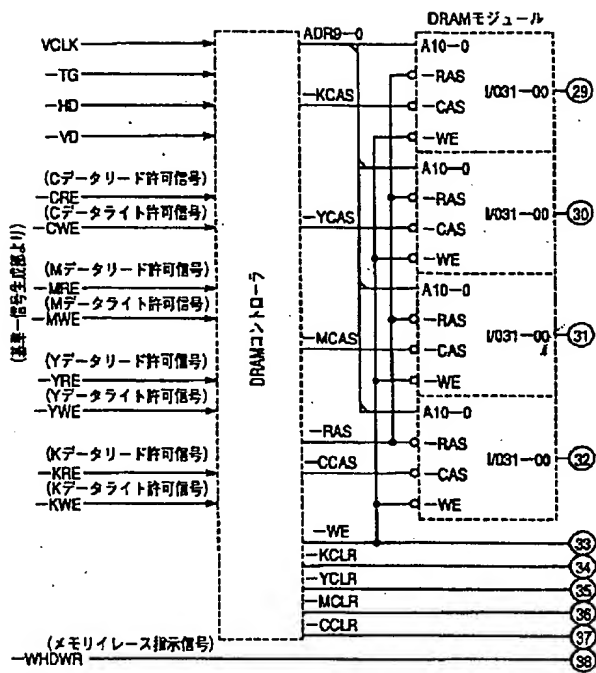 DRAMモジュール
VCLK
—TG
—HD
—VD
(Cデータリード許可信号)
—CRE
(Cデータライト許可信号)
—CWE
(Mデータリード許可信号)
—MRE
(Mデータライト許可信号)
—MWE
(Yデータリード許可信号)
—YRE
(Yデータライト許可信号)
—YWE
(Kデータリード許可信号)
—KRE
(Kデータライト許可信号)
—KWE
(基準一信号生成部より)
DRAMコントローラ
ADR9—0
—KCAS
—YCAS
—MCAS
—RAS
—CCAS
—WE
—KCLR
—YCLR
—MCLR
—CCLR
A10—0
—RAS
I/031—00
—CAS
—WE
29
A10—0
—RAS
I/031—00
—CAS
—WE
30
A10—0
—RAS
I/031—00
—CAS
—WE
31
A10—0
—RAS
I/031—00
—CAS
—WE
32
33
34
35
36
37
(メモリイレース指示信号)
—WHDWR
38